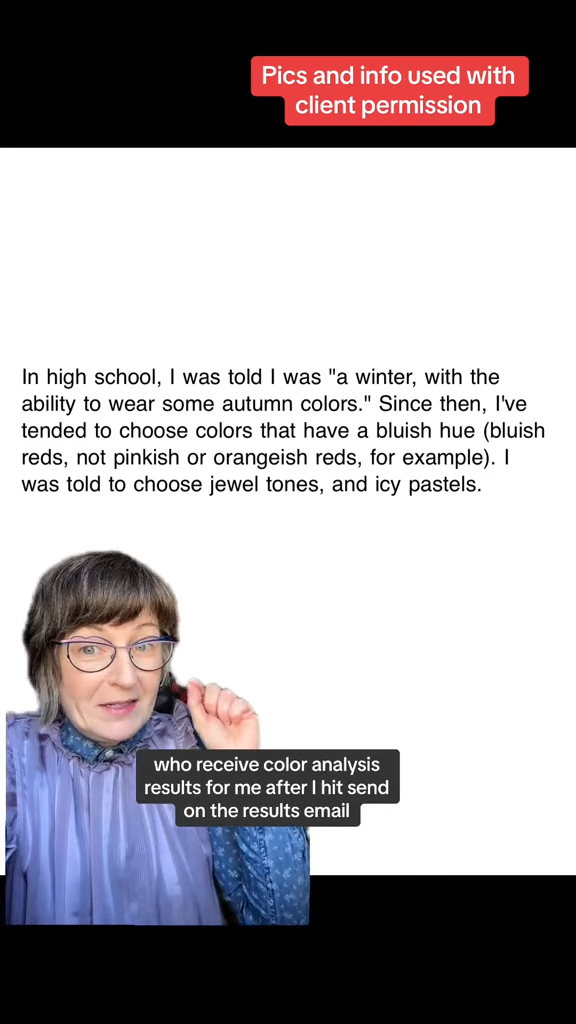 Pics and info used with
client permission
In high school, I was told I was "a winter, with the
ability to wear some autumn colors." Since then, I've
tended to choose colors that have a bluish hue (bluish
reds, not pinkish or orangeish reds, for example). I
was told to choose jewel tones, and icy pastels.
who receive color analysis
results for me after I hit send
on the results email